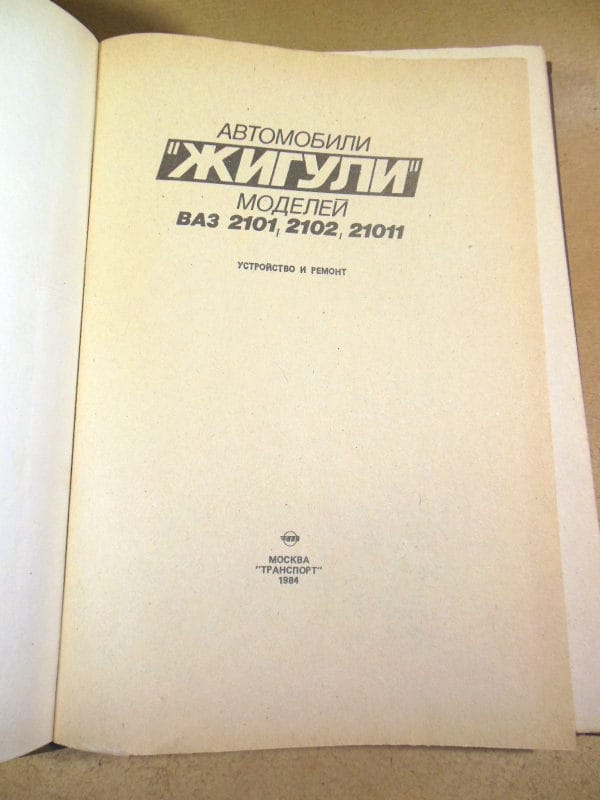 АВТОМОБИЛИ
"ЖИГУЛИ"
МОДЕЛЕЙ
ВАЗ 2101, 2102, 21011
УСТРОЙСТВО И РЕМОНТ
МОСКВА
"ТРАНСПОРТ"
1984